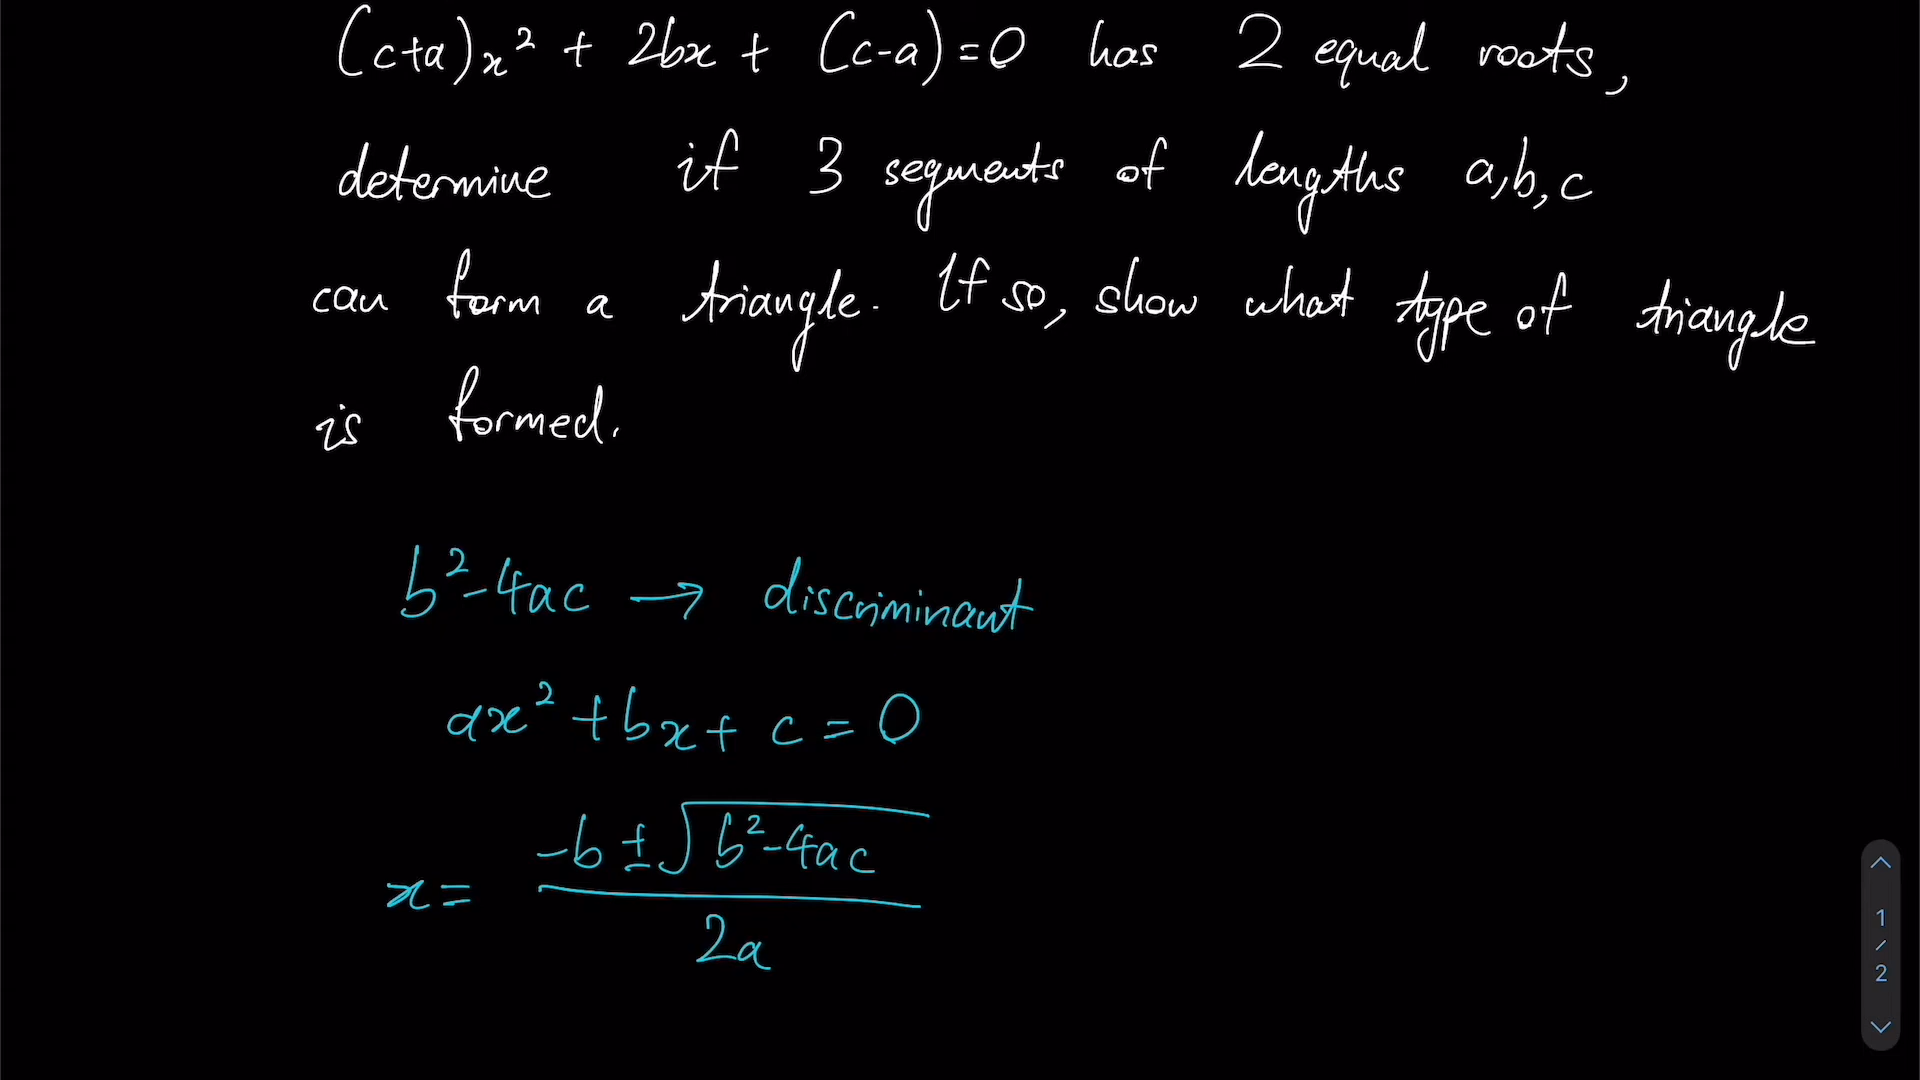 (c+a)x² + 2bx + (c-a)=0 has 2 equal roots,
determine if 3 segments of lengths a,b,c
can form a triangle. If so, show what type of triangle
is formed.
b²-4ac → discriminant
ax²+bx+c=0
x= -b±√b²-4ac / 2a
1
/
2